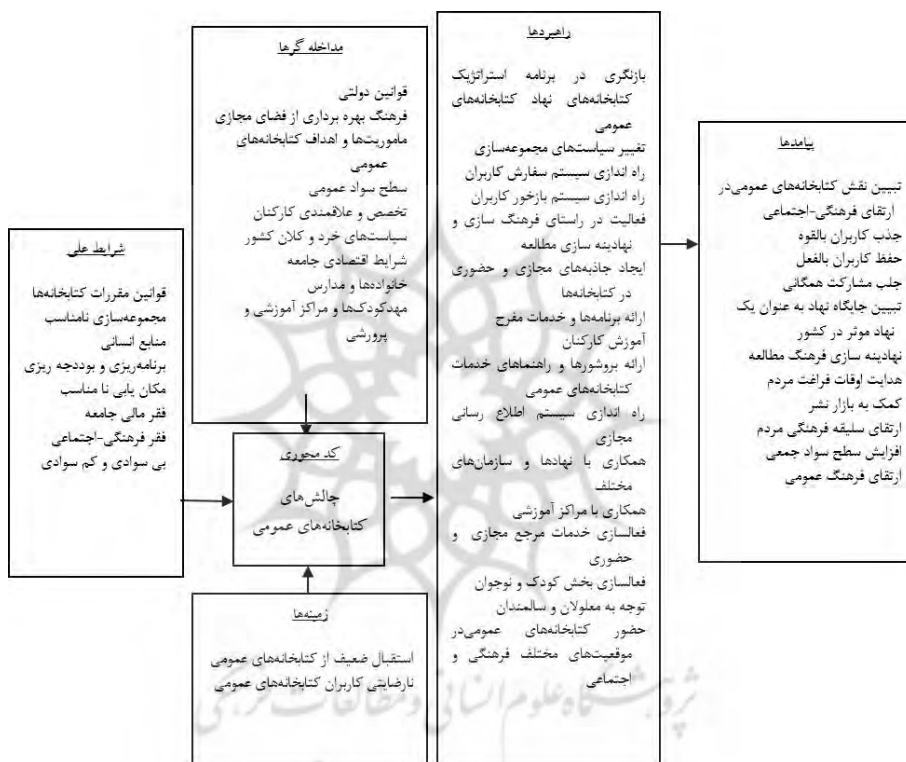 شرایط علی
قوانین مقررات کتابخانه‌ها
مجموعه‌سازی نامناسب
منابع انسانی
برنامه‌ریزی و بودجه ریزی
مکان یابی نا مناسب
فقر مالی جامعه
فقر فرهنگی-اجتماعی
بی سوادی و کم سوادی
مداخله گرها
قوانین دولتی
فرهنگ بهره برداری از فضای مجازی
ماموریت‌ها و اهداف کتابخانه‌های
عمومی
سطح سواد عمومی
تخصص و علاقمندی کارکنان
سیاست‌های خرد و کلان کشور
شرایط اقتصادی جامعه
خانواده‌ها و مدارس
مهدکودک‌ها و مراکز آموزشی و
پرورشی
کد محوری
چالش‌های
کتابخانه‌های عمومی
زمینه‌ها
استقبال ضعیف از کتابخانه‌های عمومی
نارضایتی کاربران کتابخانه‌های عمومی
راهبردها
بازنگری در برنامه استراتژیک
کتابخانه‌های نهاد کتابخانه‌های
عمومی
تغییر سیاست‌های مجموعه‌سازی
راه اندازی سیستم سفارش کاربران
راه اندازی سیستم بازخور کاربران
فعالیت در راستای فرهنگ سازی و
نهادینه سازی مطالعه
ایجاد جاذبه‌های مجازی و حضوری
در کتابخانه‌ها
ارائه برنامه‌ها و خدمات مفرح
آموزش کارکنان
ارائه بروشورها و راهنماهای خدمات
کتابخانه‌های عمومی
راه اندازی سیستم اطلاع رسانی
مجازی
همکاری با نهادها و سازمان‌های
مختلف
همکاری با مراکز آموزشی
فعالسازی خدمات مرجع مجازی و
حضوری
فعالسازی بخش کودک و نوجوان
توجه به معلولان و سالمندان
حضور کتابخانه‌های عمومی‌در
موقعیت‌های مختلف فرهنگی و
اجتماعی
پیامدها
تبیین نقش کتابخانه‌های عمومی‌در
ارتقای فرهنگی-اجتماعی
جذب کاربران بالقوه
حفظ کاربران بالفعل
جلب مشارکت همگانی
تبیین جایگاه نهاد به عنوان یک
نهاد موثر در کشور
نهادینه سازی فرهنگ مطالعه
هدایت اوقات فراغت مردم
کمک به بازار نشر
ارتقای سلیقه فرهنگی مردم
افزایش سطح سواد جمعی
ارتقای فرهنگ عمومی
پژوهشگاه علوم انسانی و مطالعات فرهنگی